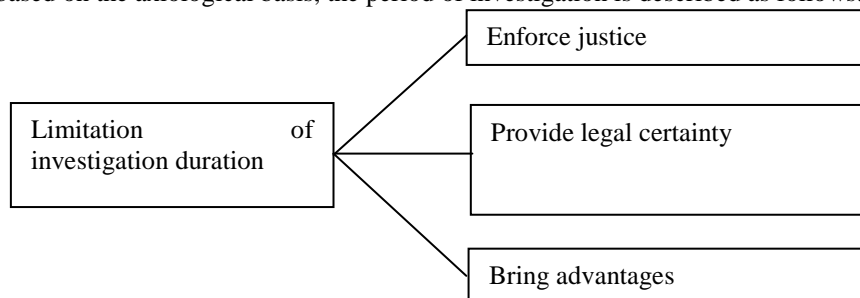 based on the axiological basis, the period of investigation is described as follows:
Enforce justice
Limitation of
investigation duration
Provide legal certainty
Bring advantages